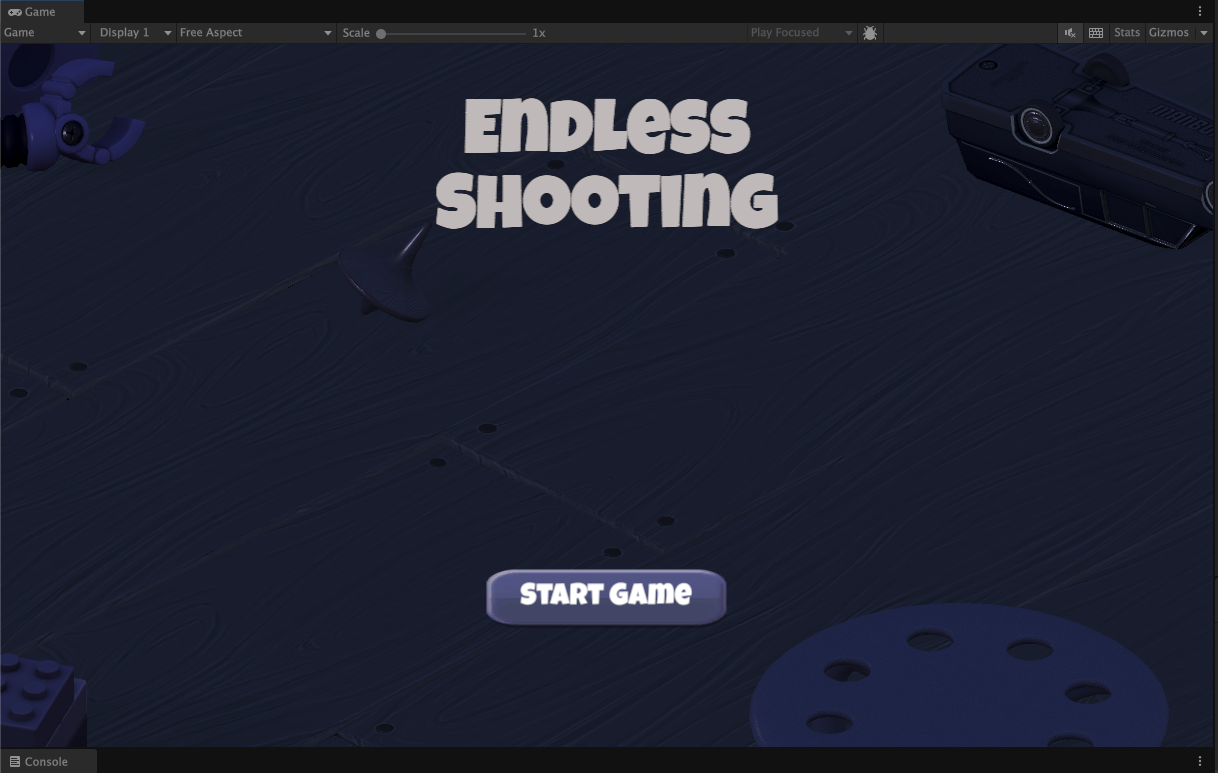 Game
Game
Display 1
Free Aspect
Scale
1x
Play Focused
Stats
Gizmos
Endless
Shooting
Start Game
Console